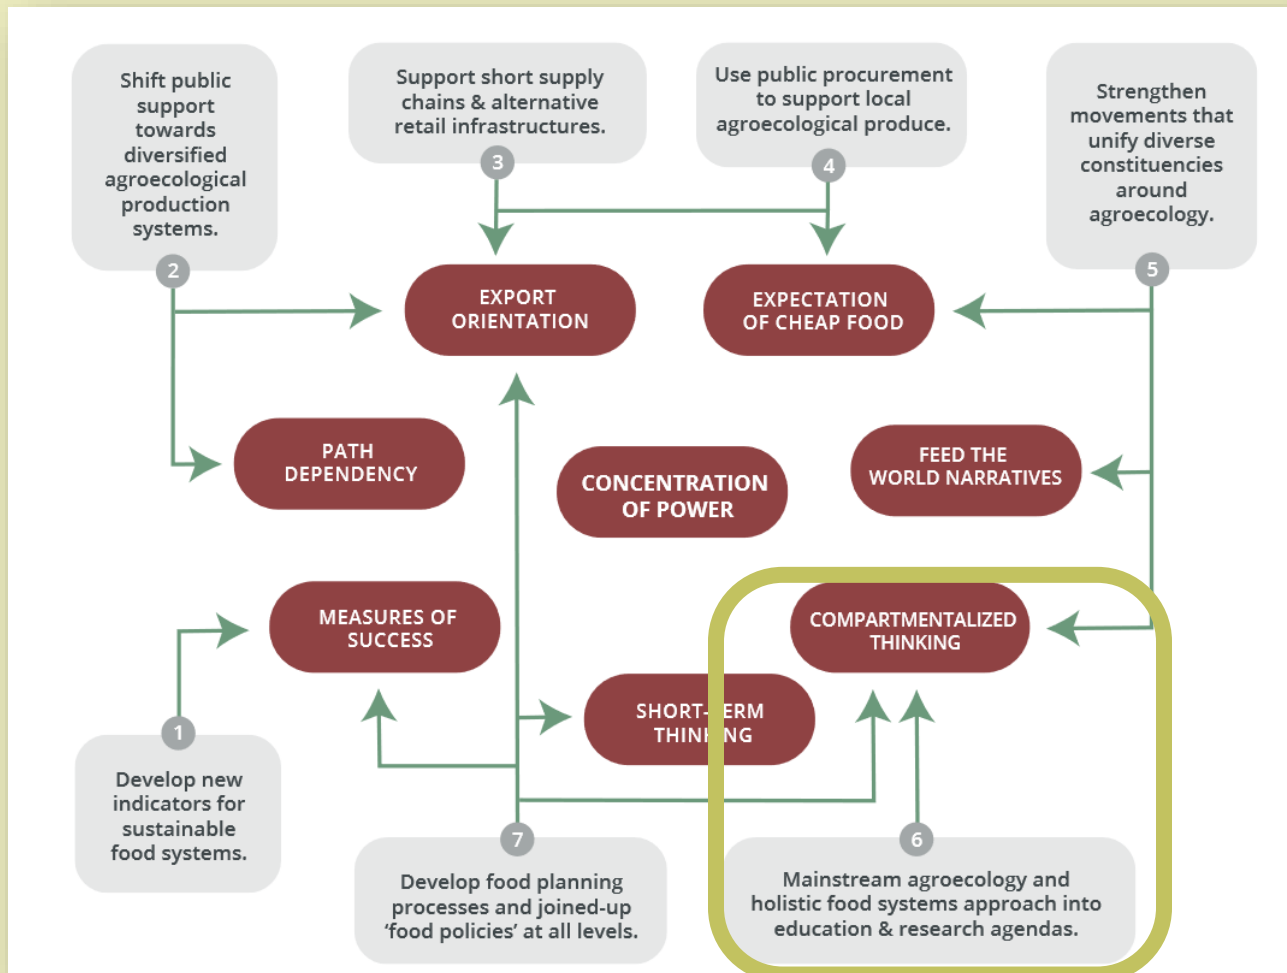 Shift public
support
towards
diversified
agroecological
production
systems.
2
Support short supply
chains & alternative
retail infrastructures.
3
Use public procurement
to support local
agroecological produce.
4
Strengthen
movements that
unify diverse
constituencies
around
agroecology.
5
EXPORT
ORIENTATION
EXPECTATION
OF CHEAP FOOD
PATH
DEPENDENCY
CONCENTRATION
OF POWER
FEED THE
WORLD NARRATIVES
MEASURES OF
SUCCESS
COMPARTMENTALIZED
THINKING
SHORT-TERM
THINKING
1
Develop new
indicators for
sustainable
food systems.
7
Develop food planning
processes and joined-up
‘food policies’ at all levels.
6
Mainstream agroecology and
holistic food systems approach into
education & research agendas.